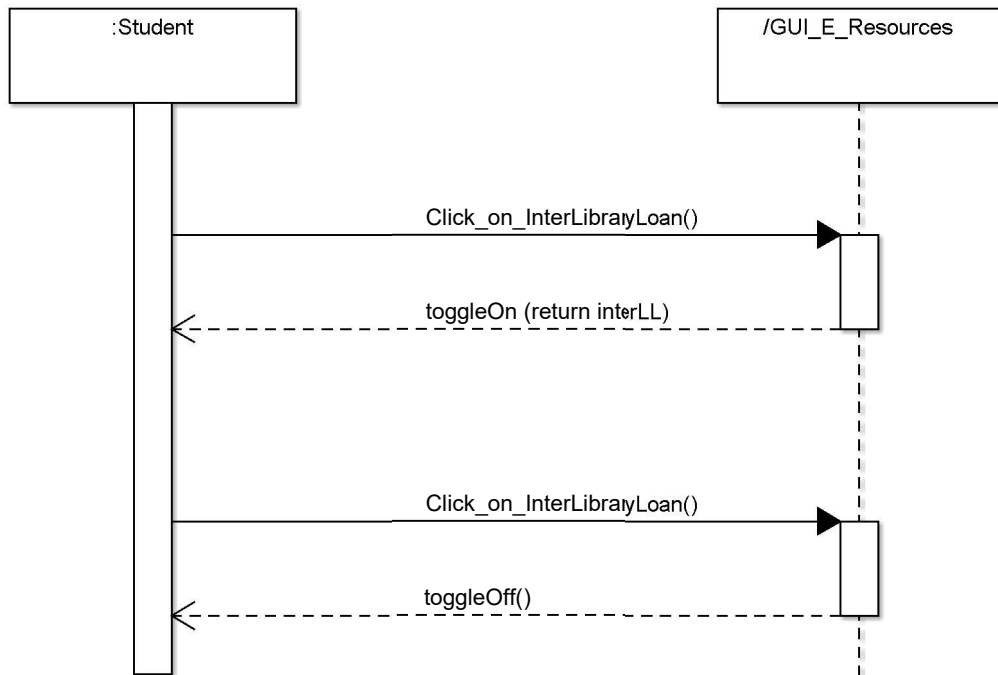 :Student
/GUI_E_Resources
Click_on_InterLibraryLoan()
toggleOn (return interLL)
Click_on_InterLibraryLoan()
toggleOff()